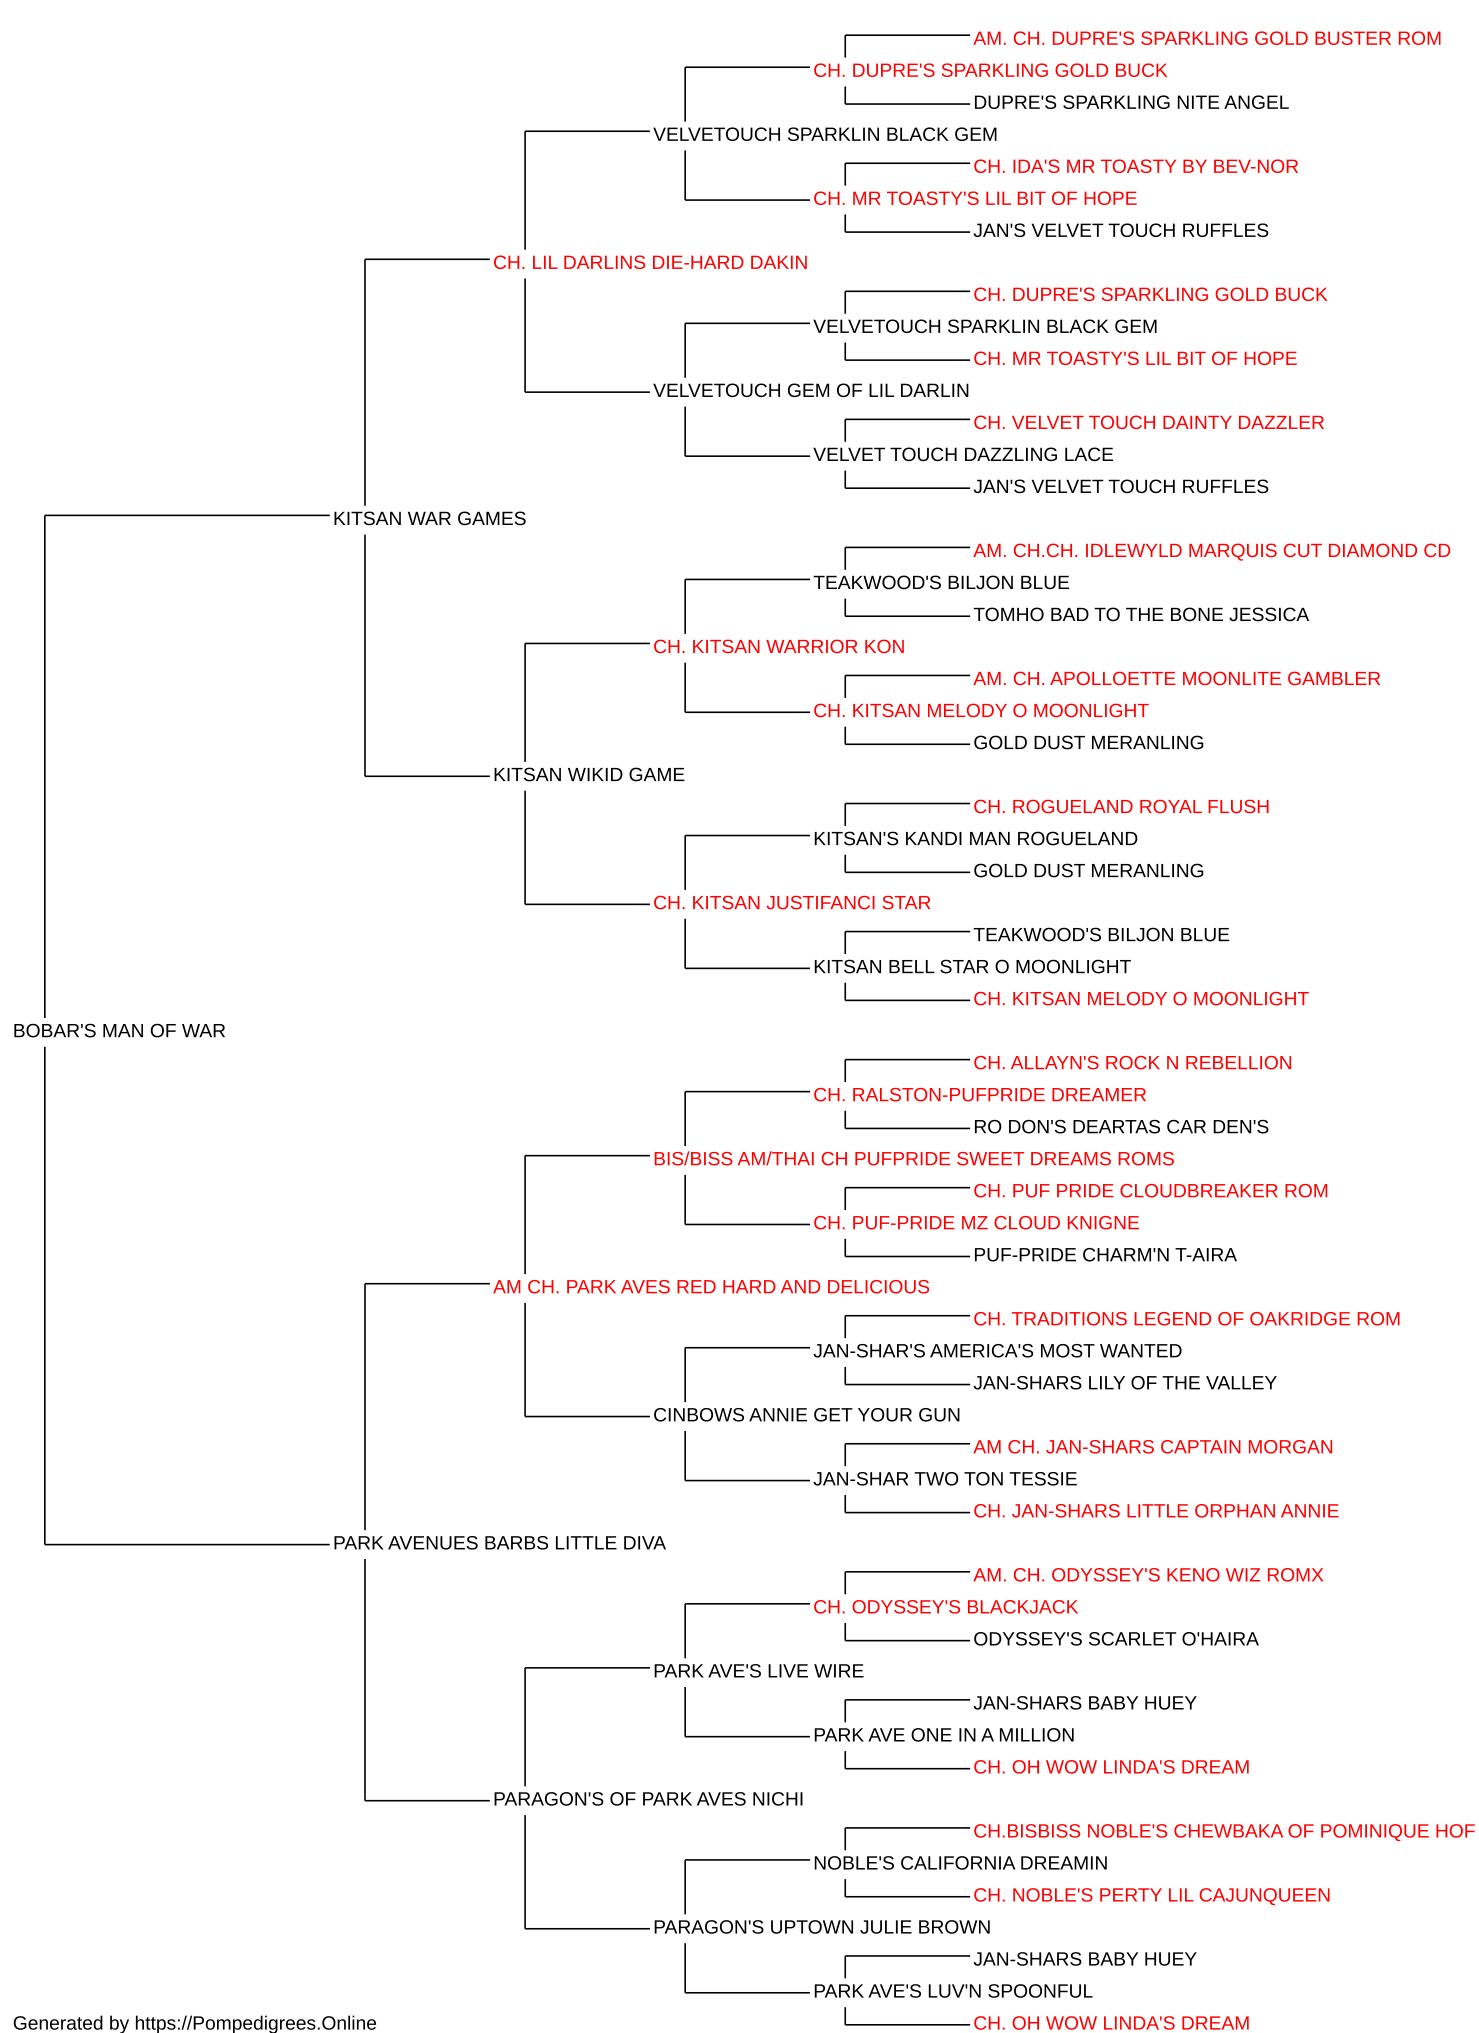 AM. CH. DUPRE'S SPARKLING GOLD BUSTER ROM
CH. DUPRE'S SPARKLING GOLD BUCK
DUPRE'S SPARKLING NITE ANGEL
VELVETOUCH SPARKLIN BLACK GEM
CH. IDA'S MR TOASTY BY BEV-NOR
CH. MR TOASTY'S LIL BIT OF HOPE
JAN'S VELVET TOUCH RUFFLES
CH. LIL DARLINS DIE-HARD DAKIN
CH. DUPRE'S SPARKLING GOLD BUCK
VELVETOUCH SPARKLIN BLACK GEM
CH. MR TOASTY'S LIL BIT OF HOPE
VELVETOUCH GEM OF LIL DARLIN
CH. VELVET TOUCH DAINTY DAZZLER
VELVET TOUCH DAZZLING LACE
JAN'S VELVET TOUCH RUFFLES
KITSAN WAR GAMES
AM. CH.CH. IDLEWYLD MARQUIS CUT DIAMOND CD
TEAKWOOD'S BILJON BLUE
TOMHO BAD TO THE BONE JESSICA
CH. KITSAN WARRIOR KON
AM. CH. APOLLOETTE MOONLITE GAMBLER
CH. KITSAN MELODY O MOONLIGHT
GOLD DUST MERANLING
KITSAN WIKID GAME
CH. ROGUELAND ROYAL FLUSH
KITSAN'S KANDI MAN ROGUELAND
GOLD DUST MERANLING
CH. KITSAN JUSTIFANCI STAR
TEAKWOOD'S BILJON BLUE
KITSAN BELL STAR O MOONLIGHT
CH. KITSAN MELODY O MOONLIGHT
BOBAR'S MAN OF WAR
CH. ALLAYN'S ROCK N REBELLION
CH. RALSTON-PUFPRIDE DREAMER
RO DON'S DEARTAS CAR DEN'S
BIS/BISS AM/THAI CH PUFPRIDE SWEET DREAMS ROMS
CH. PUF PRIDE CLOUDBREAKER ROM
CH. PUF-PRIDE MZ CLOUD KNIGNE
PUF-PRIDE CHARM'N T-AIRA
AM CH. PARK AVES RED HARD AND DELICIOUS
CH. TRADITIONS LEGEND OF OAKRIDGE ROM
JAN-SHAR'S AMERICA'S MOST WANTED
JAN-SHARS LILY OF THE VALLEY
CINBOWS ANNIE GET YOUR GUN
AM CH. JAN-SHARS CAPTAIN MORGAN
JAN-SHAR TWO TON TESSIE
CH. JAN-SHARS LITTLE ORPHAN ANNIE
PARK AVENUES BARBS LITTLE DIVA
AM. CH. ODYSSEY'S KENO WIZ ROMX
CH. ODYSSEY'S BLACKJACK
ODYSSEY'S SCARLET O'HAIRA
PARK AVE'S LIVE WIRE
JAN-SHARS BABY HUEY
PARK AVE ONE IN A MILLION
CH. OH WOW LINDA'S DREAM
PARAGON'S OF PARK AVES NICHI
CH.BISBISS NOBLE'S CHEWBAKA OF POMINIQUE HOF
NOBLE'S CALIFORNIA DREAMIN
CH. NOBLE'S PERTY LIL CAJUNQUEEN
PARAGON'S UPTOWN JULIE BROWN
JAN-SHARS BABY HUEY
PARK AVE'S LUV'N SPOONFUL
CH. OH WOW LINDA'S DREAM
Generated by https://Pompedigrees.Online